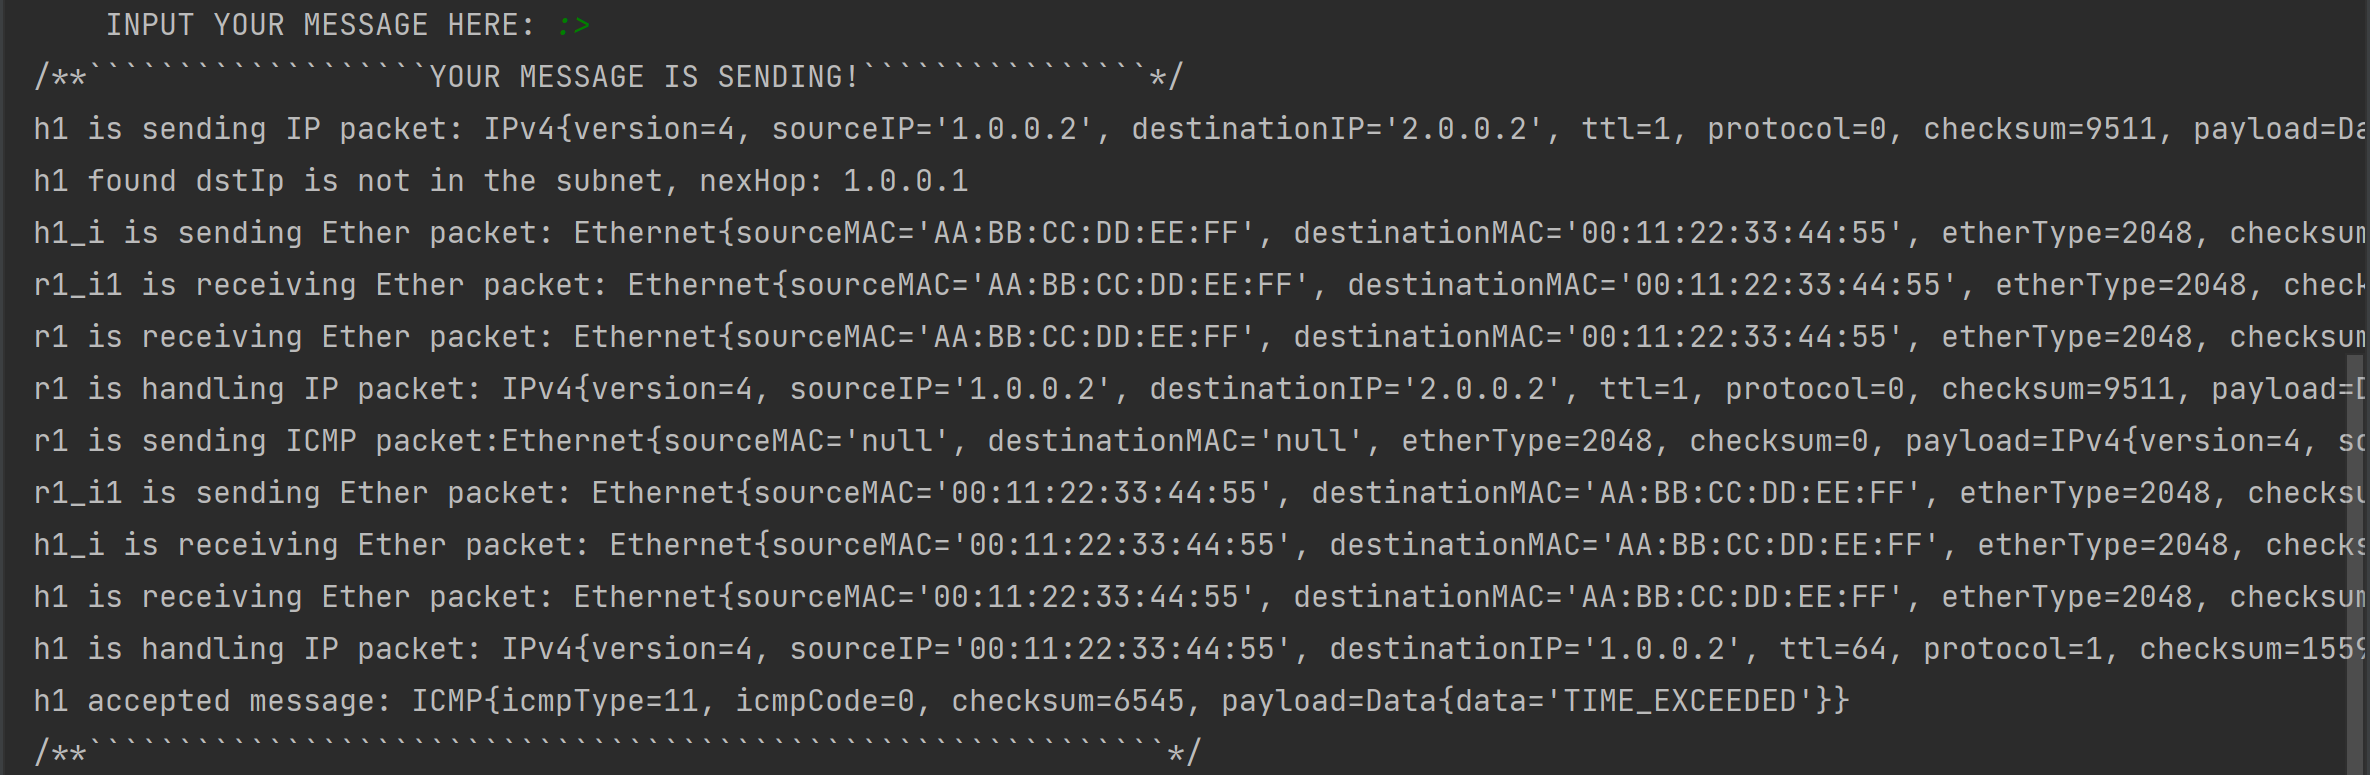 INPUT YOUR MESSAGE HERE: :>
/**```````````````````YOUR MESSAGE IS SENDING!````````````````*/
h1 is sending IP packet: IPv4{version=4, sourceIP='1.0.0.2', destinationIP='2.0.0.2', ttl=1, protocol=0, checksum=9511, payload=Da
h1 found dstIp is not in the subnet, nexHop: 1.0.0.1
h1_i is sending Ether packet: Ethernet{sourceMAC='AA:BB:CC:DD:EE:FF', destinationMAC='00:11:22:33:44:55', etherType=2048, checksum
r1_i1 is receiving Ether packet: Ethernet{sourceMAC='AA:BB:CC:DD:EE:FF', destinationMAC='00:11:22:33:44:55', etherType=2048, check
r1 is receiving Ether packet: Ethernet{sourceMAC='AA:BB:CC:DD:EE:FF', destinationMAC='00:11:22:33:44:55', etherType=2048, checksum
r1 is handling IP packet: IPv4{version=4, sourceIP='1.0.0.2', destinationIP='2.0.0.2', ttl=1, protocol=0, checksum=9511, payload=D
r1 is sending ICMP packet:Ethernet{sourceMAC='null', destinationMAC='null', etherType=2048, checksum=0, payload=IPv4{version=4, so
r1_i1 is sending Ether packet: Ethernet{sourceMAC='00:11:22:33:44:55', destinationMAC='AA:BB:CC:DD:EE:FF', etherType=2048, checksu
h1_i is receiving Ether packet: Ethernet{sourceMAC='00:11:22:33:44:55', destinationMAC='AA:BB:CC:DD:EE:FF', etherType=2048, checks
h1 is receiving Ether packet: Ethernet{sourceMAC='00:11:22:33:44:55', destinationMAC='AA:BB:CC:DD:EE:FF', etherType=2048, checksum
h1 is handling IP packet: IPv4{version=4, sourceIP='00:11:22:33:44:55', destinationIP='1.0.0.2', ttl=64, protocol=1, checksum=1559
h1 accepted message: ICMP{icmpType=11, icmpCode=0, checksum=6545, payload=Data{data='TIME_EXCEEDED'}}
/**````````````````````````````````````````````````````````````*/